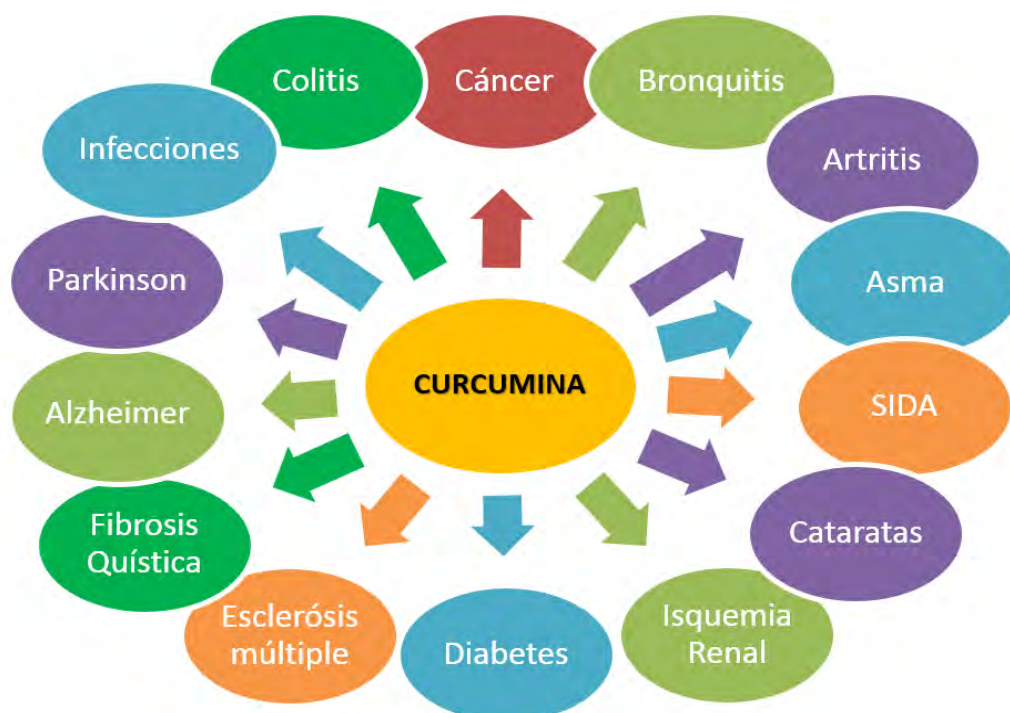 Colitis
Cáncer
Bronquitis
Infecciones
Artritis
Parkinson
Asma
CURCUMINA
Alzheimer
SIDA
Fibrosis
Quística
Cataratas
Esclerósis
múltiple
Diabetes
Isquemia
Renal